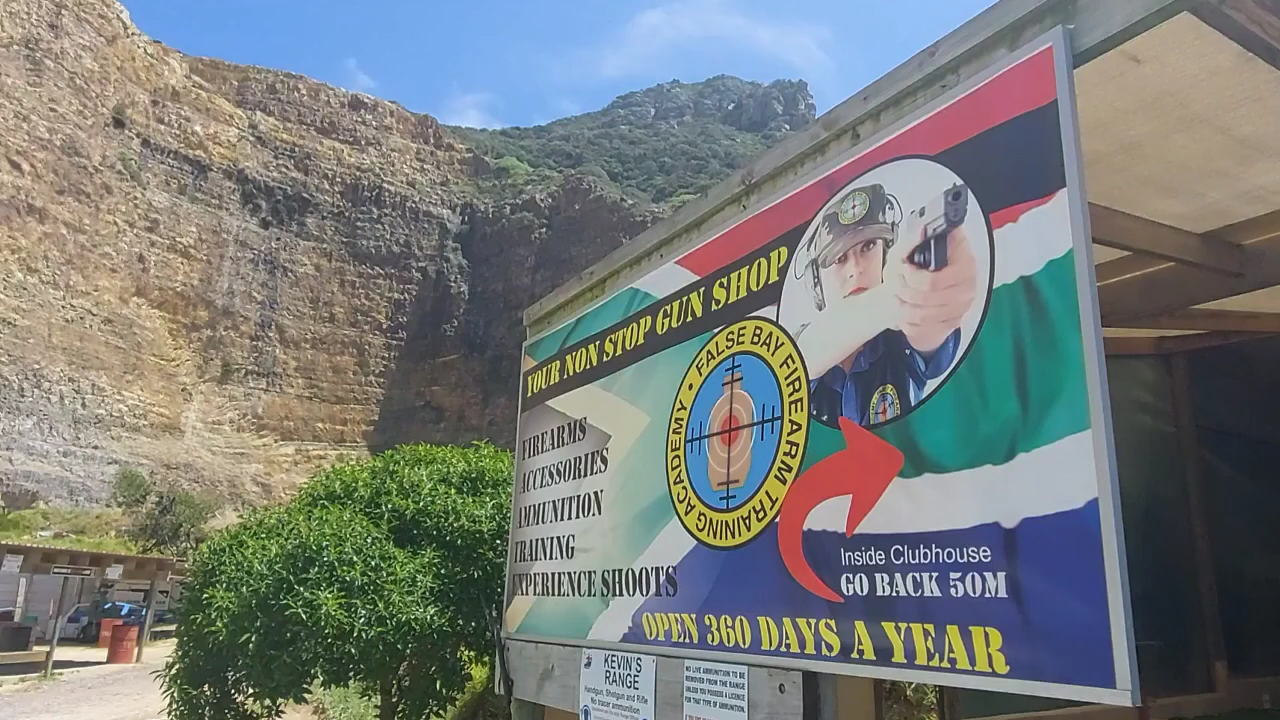 YOUR NON STOP GUN SHOP
FIREARMS
ACCESSORIES
AMMUNITION
TRAINING
EXPERIENCE SHOOTS
FALSE BAY FIREARM TRAINING ACADEMY •
Inside Clubhouse
GO BACK 50M
OPEN 360 DAYS A YEAR
KEVIN'S
RANGE
Handgun, Shotgun and Rifle
No tracer ammunition
NO LIVE AMMUNITION TO BE
REMOVED FROM THE RANGE
UNLESS YOU POSSESS A LICENCE
FOR THAT TYPE OF AMMUNITION.